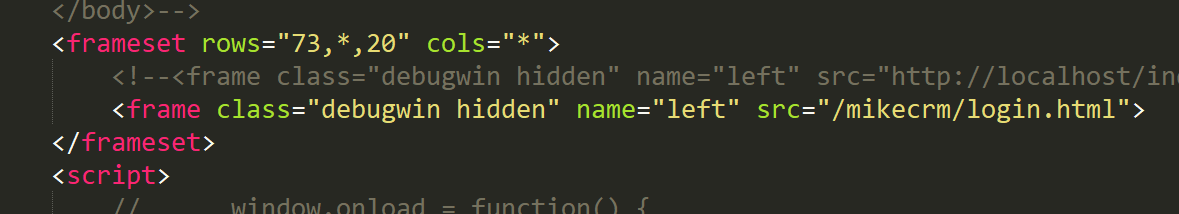 </body>-->
<frameset rows="73,*,20" cols="*">
<!--<frame class="debugwin hidden" name="left" src="http://localhost/in
<frame class="debugwin hidden" name="left" src="/mikecrm/login.html">
</frameset>
<script>
// window.onload = function() {